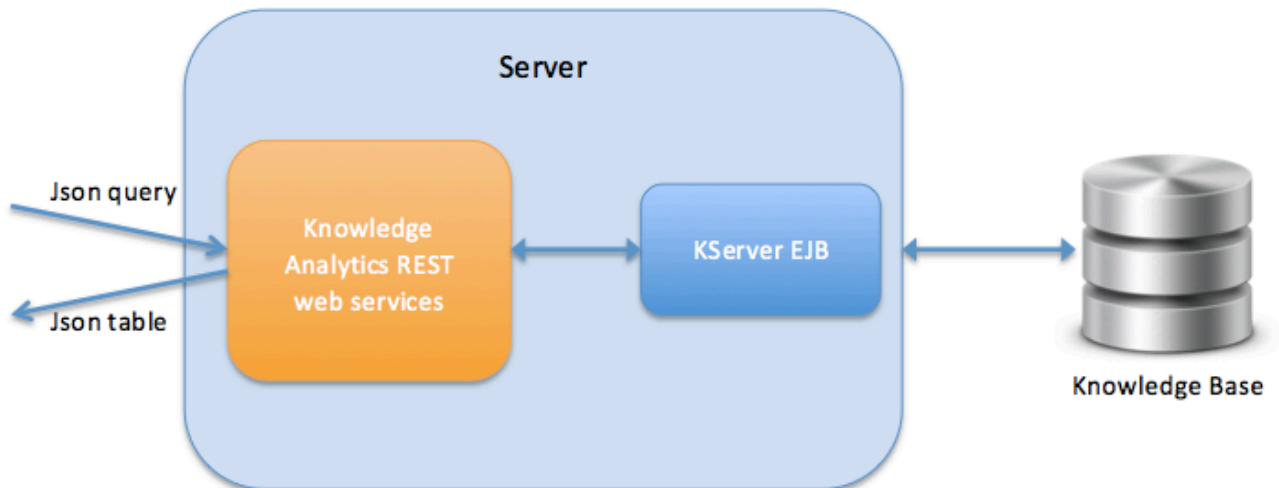 Server
Json query
Knowledge
Analytics REST
web services
KServer EJB
Json table
Knowledge Base